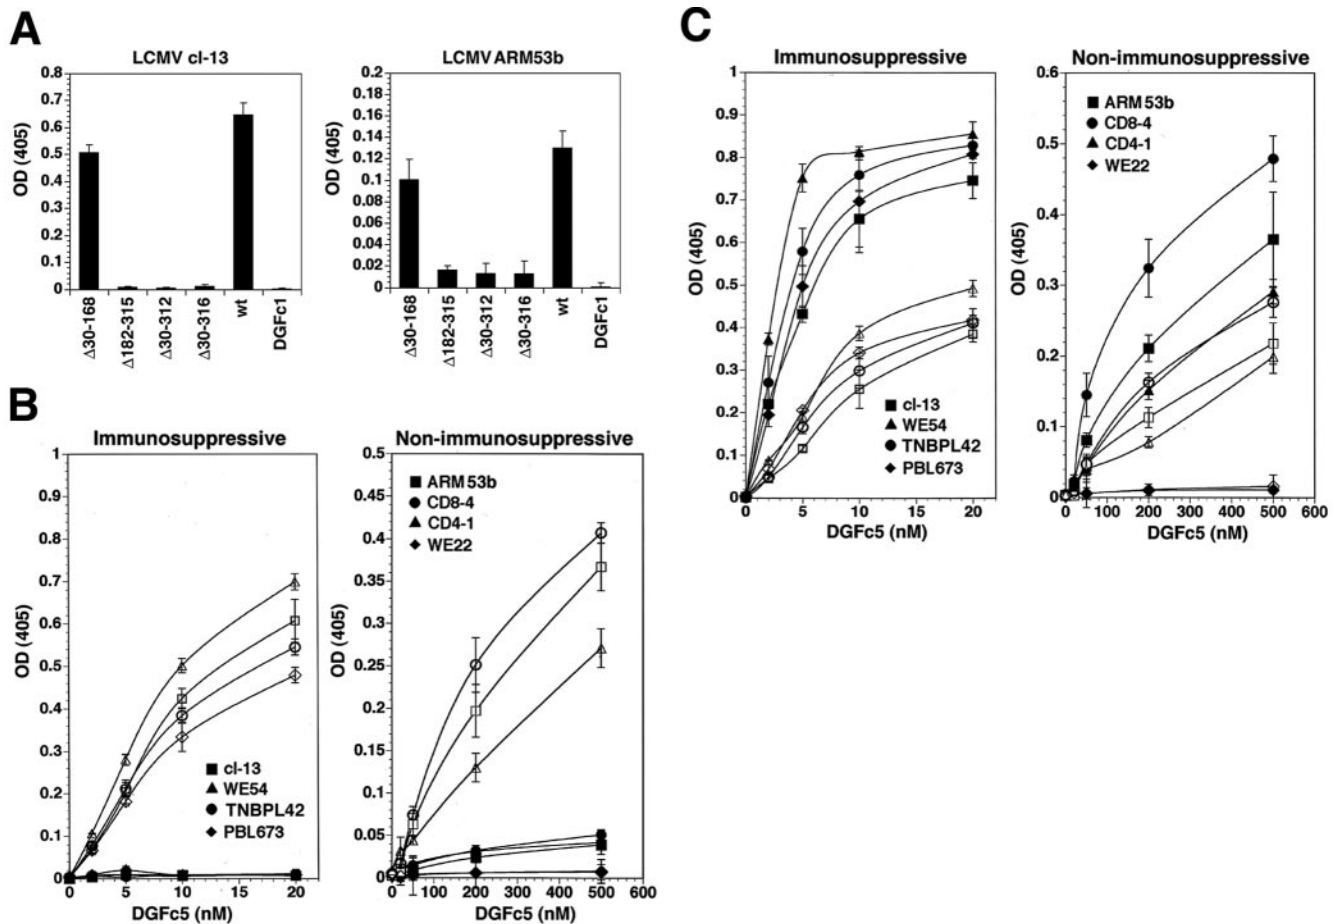 A
LCMV cl-13
OD (405)
0.8
0.7
0.6
0.5
0.4
0.3
0.2
0.1
0
Δ30-168
Δ182-315
Δ30-312
Δ30-316
wt
DGFc1
LCMV ARM53b
OD (405)
0.2
0.18
0.16
0.14
0.12
0.10
0.08
0.06
0.04
0.02
0
Δ30-168
Δ182-315
Δ30-312
Δ30-316
wt
DGFc1
B
Immunosuppressive
OD (405)
1
0.9
0.8
0.7
0.6
0.5
0.4
0.3
0.2
0.1
0
cl-13
WE54
TNBPL42
PBL673
0 5 10 15 20
DGFc5 (nM)
Non-immunosuppressive
OD (405)
0.5
0.45
0.4
0.35
0.3
0.25
0.2
0.15
0.1
0.05
0
ARM 53b
CD8-4
CD4-1
WE22
0 100 200 300 400 500 600
DGFc5 (nM)
C
Immunosuppressive
OD (405)
1
0.9
0.8
0.7
0.6
0.5
0.4
0.3
0.2
0.1
0
cl-13
WE54
TNBPL42
PBL673
0 5 10 15 20
DGFc5 (nM)
Non-immunosuppressive
OD (405)
0.6
0.5
0.4
0.3
0.2
0.1
0
ARM 53b
CD8-4
CD4-1
WE22
0 100 200 300 400 500 600
DGFc5 (nM)